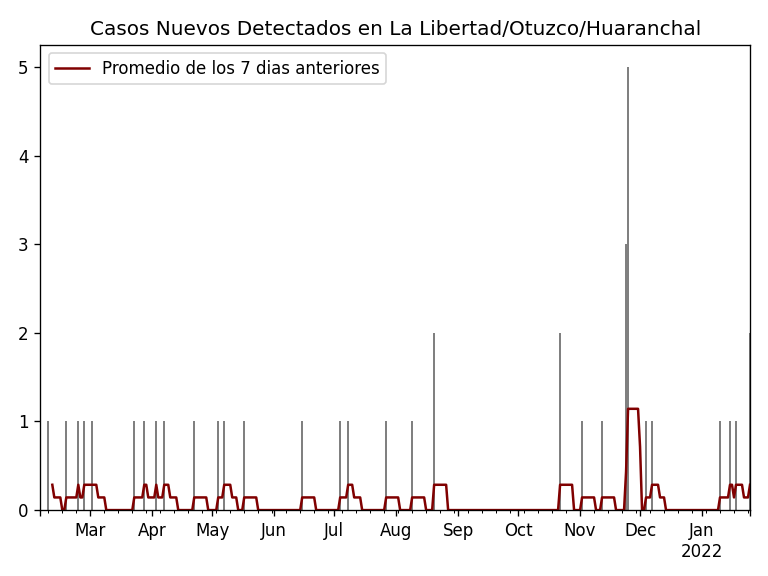 Casos Nuevos Detectados en La Libertad/Otuzco/Huaranchal
Promedio de los 7 dias anteriores
5
4
3
2
1
0
Mar Apr May Jun Jul Aug Sep Oct Nov Dec Jan
2022